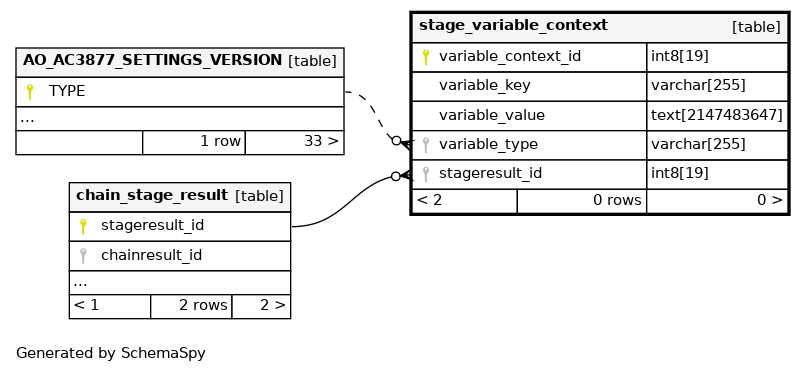 stage_variable_context [table]
variable_context_id int8[19]
variable_key varchar[255]
variable_value text[2147483647]
variable_type varchar[255]
stageresult_id int8[19]
< 2 0 rows 0 >
AO_AC3877_SETTINGS_VERSION [table]
TYPE
...
1 row 33 >
chain_stage_result [table]
stageresult_id
chainresult_id
...
< 1 2 rows 2 >
Generated by SchemaSpy